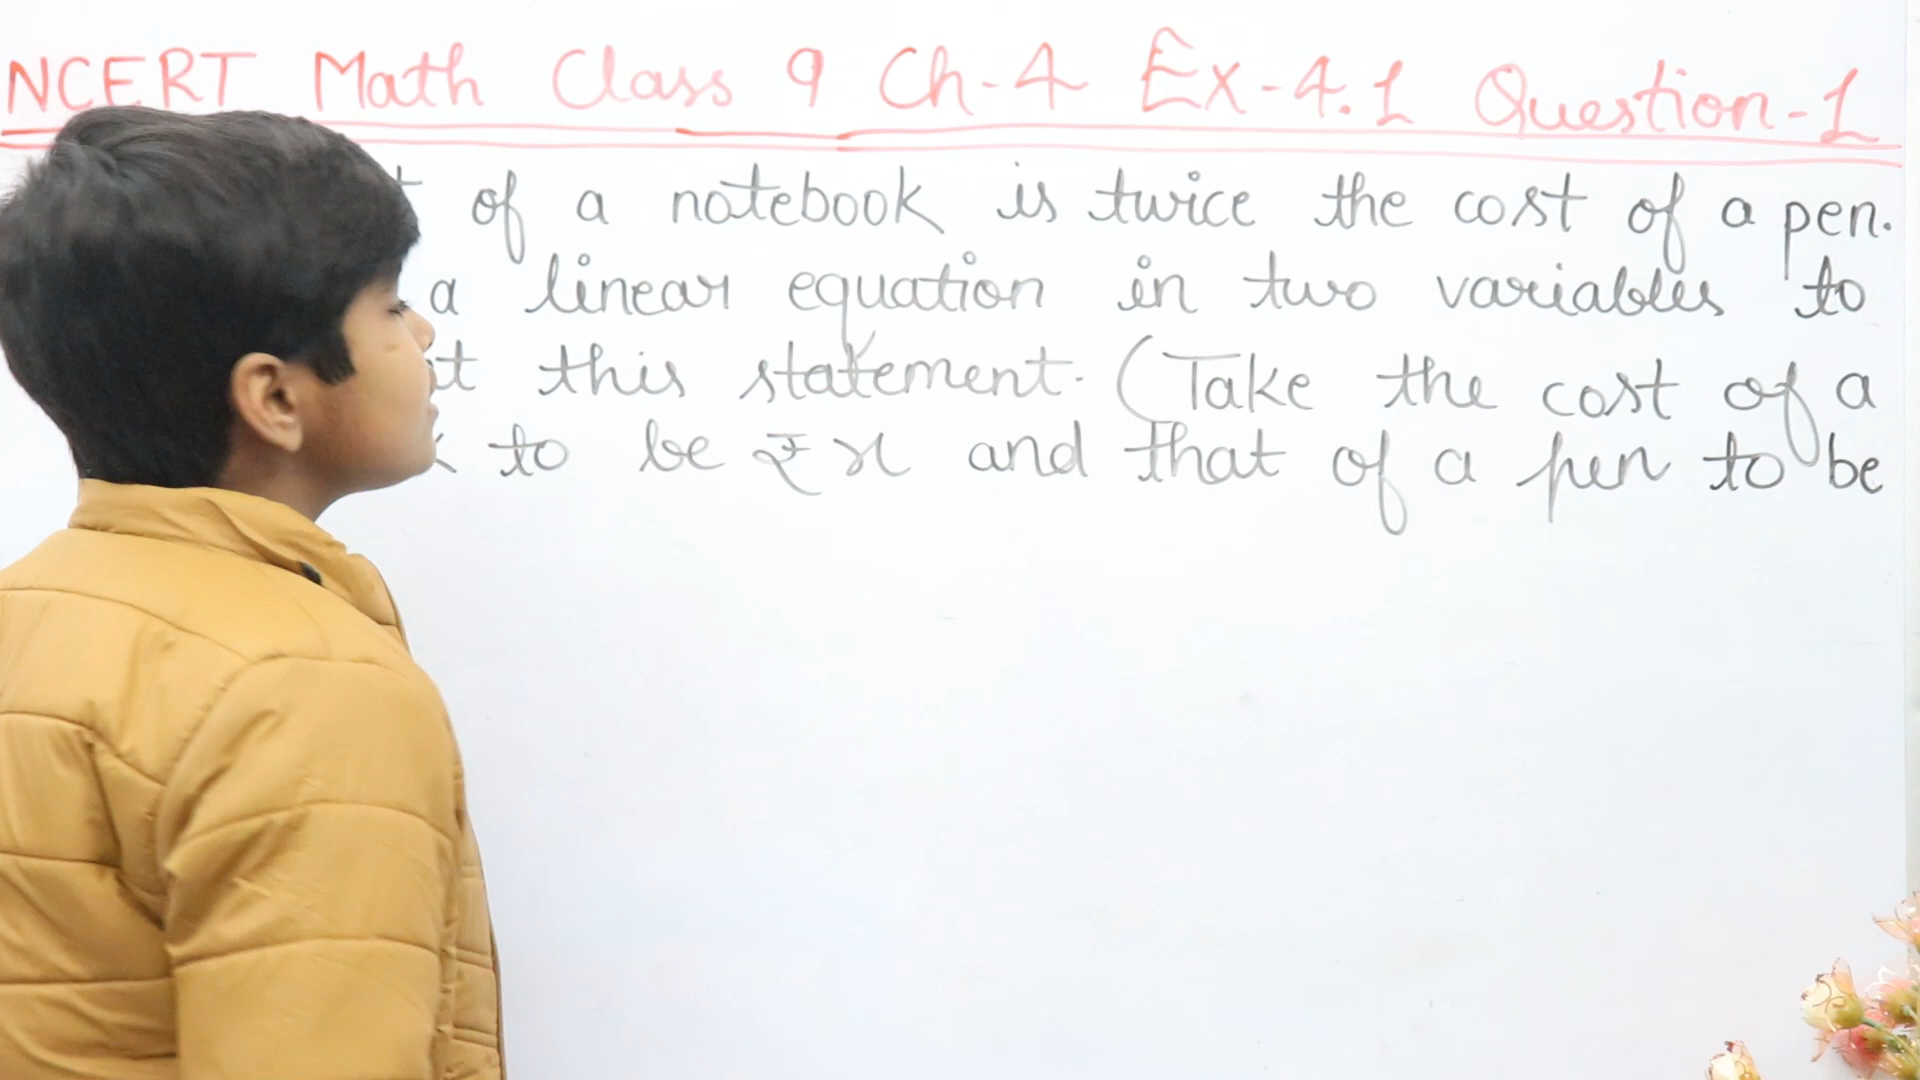 NCERT Math Class 9 Ch-4 Ex-4.1 Question-1
of a notebook is twice the cost of a pen.
a linear equation in two variables to
this statement. (Take the cost of a
to be ₹ x and that of a pen to be